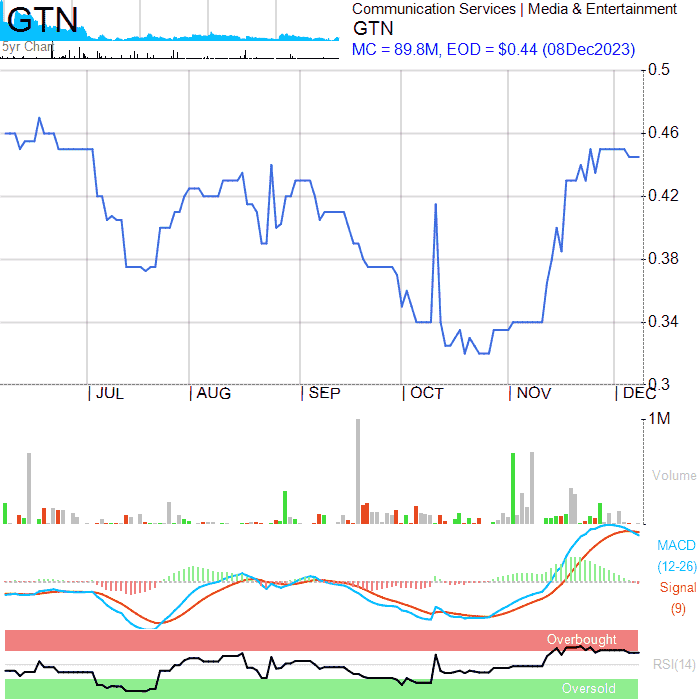 GTN
5yr Chart
Communication Services | Media & Entertainment
GTN
MC = 89.8M, EOD = $0.44 (08Dec2023)
0.5
0.46
0.42
0.38
0.34
0.3
JUL AUG SEP OCT NOV DEC
1M
Volume
MACD
(12-26)
Signal
(9)
Overbought
RSI(14)
Oversold